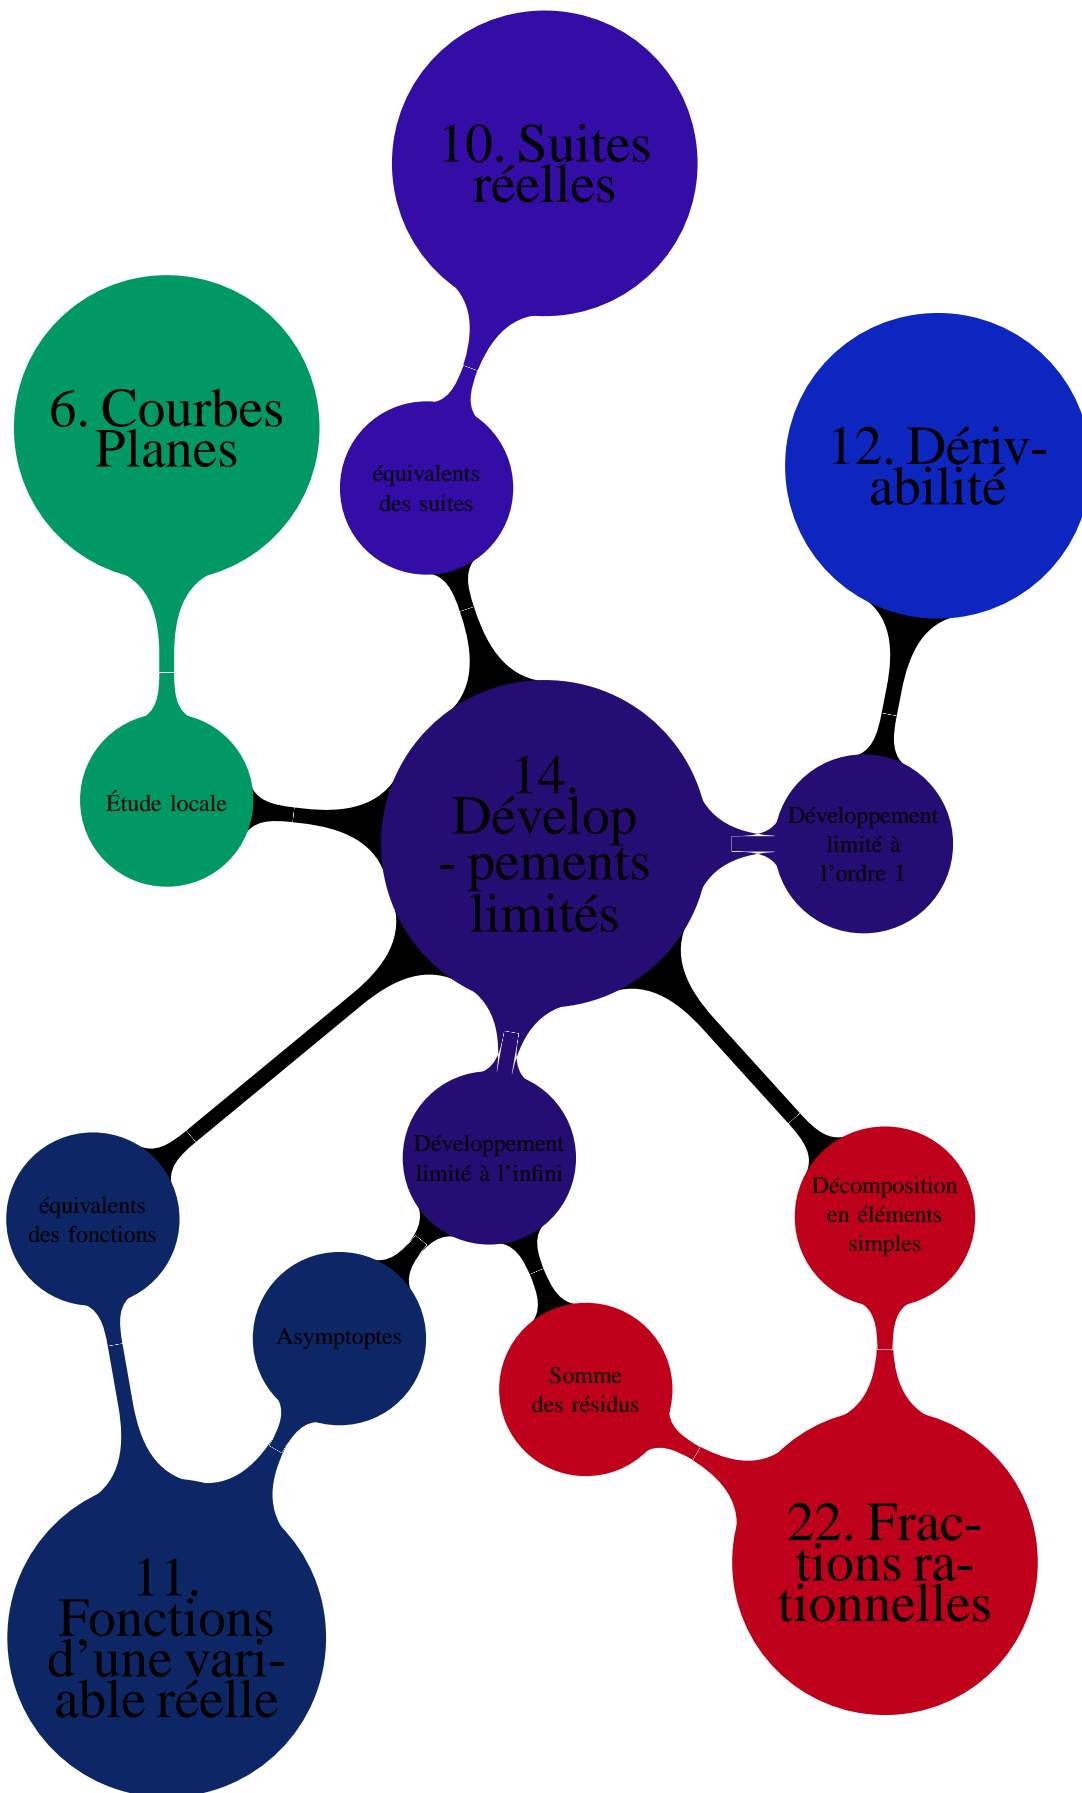 10. Suites
réelles
6. Courbes
Planes
12. Dériv-
abilité
équivalents
des suites
14.
Dévelop
- pements
limités
Étude locale
Développement
limité à
l'ordre 1
Développement
limité à l'infini
équivalents
des fonctions
Décomposition
en éléments
simples
Asymptoptes
Somme
des résidus
22. Frac-
tions ra-
tionnelles
11.
Fonctions
d'une vari-
able réelle